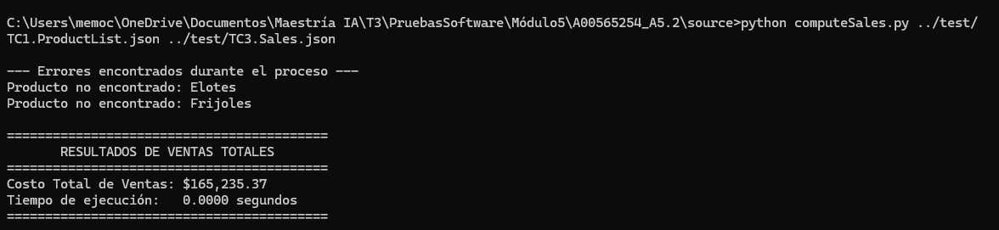 C:\Users\memoc\OneDrive\Documentos\Maestría IA\T3\PruebasSoftware\Módulo5\A00565254_A5.2\source>python computeSales.py ../test/
TC1.ProductList.json ../test/TC3.Sales.json
--- Errores encontrados durante el proceso ---
Producto no encontrado: Elotes
Producto no encontrado: Frijoles
==========================================
RESULTADOS DE VENTAS TOTALES
==========================================
Costo Total de Ventas: $165,235.37
Tiempo de ejecución:   0.0000 segundos
==========================================